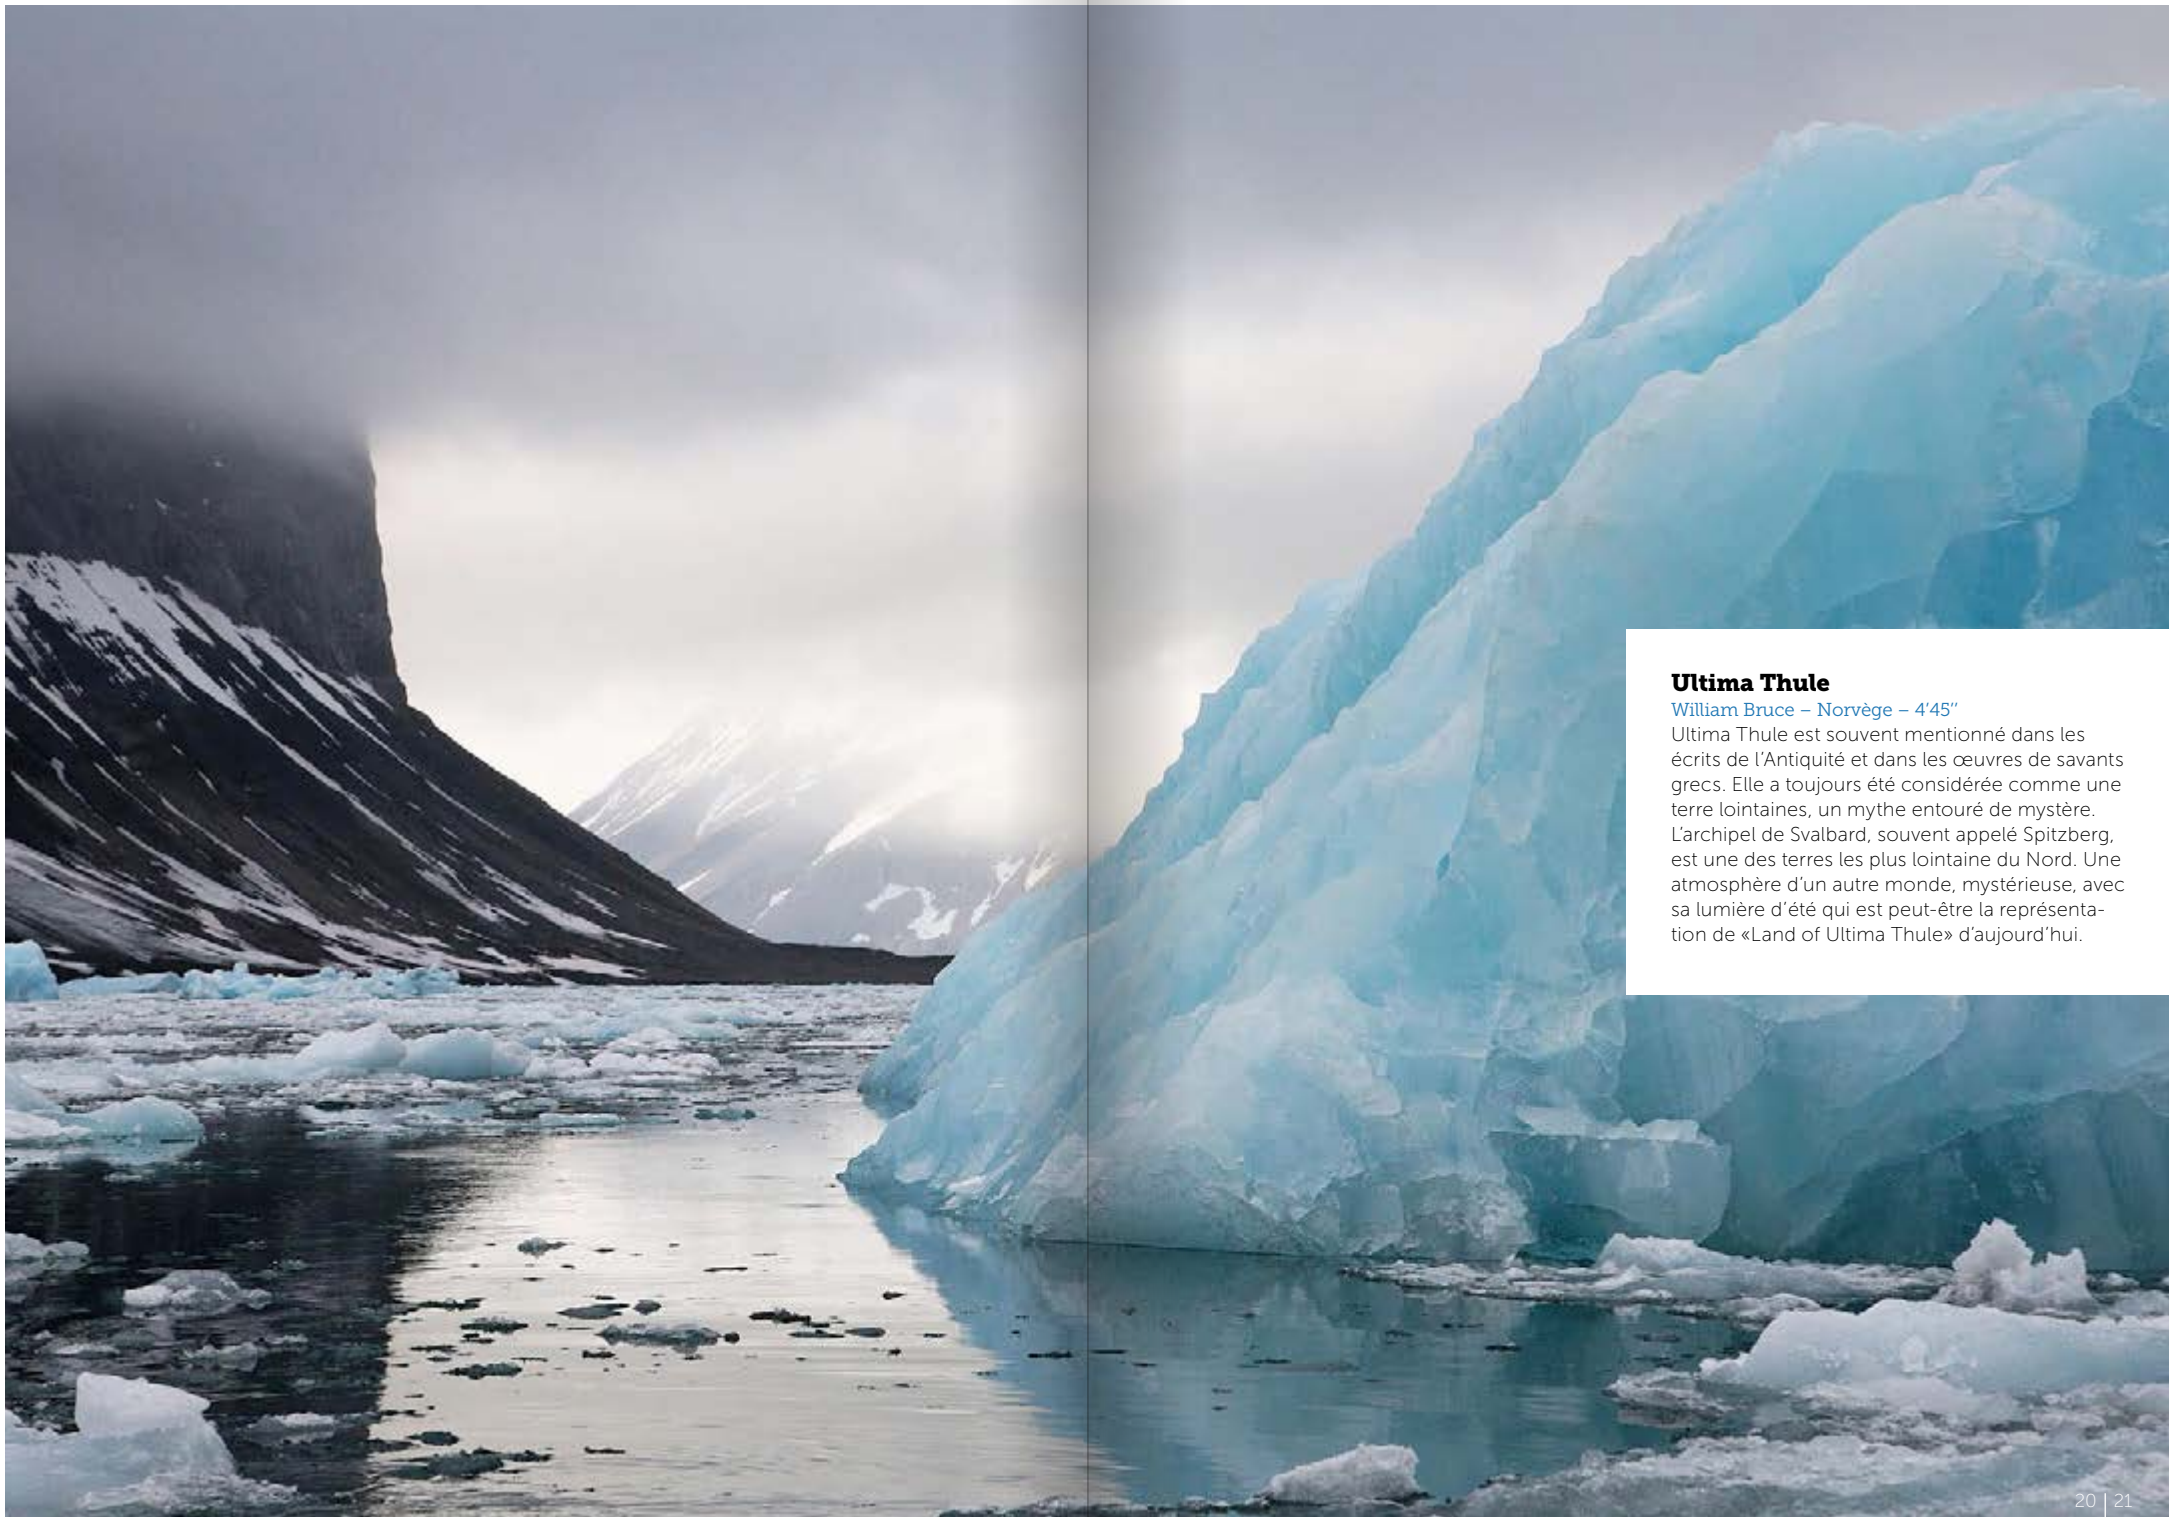 Ultima Thule
William Bruce – Norvège – 4’45’’
Ultima Thule est souvent mentionné dans les
écrits de l’Antiquité et dans les œuvres de savants
grecs. Elle a toujours été considérée comme une
terre lointaines, un mythe entouré de mystère.
L’archipel de Svalbard, souvent appelé Spitzberg,
est une des terres les plus lointaine du Nord. Une
atmosphère d’un autre monde, mystérieuse, avec
sa lumière d’été qui est peut-être la représenta-
tion de «Land of Ultima Thule» d’aujourd’hui.
20 | 21